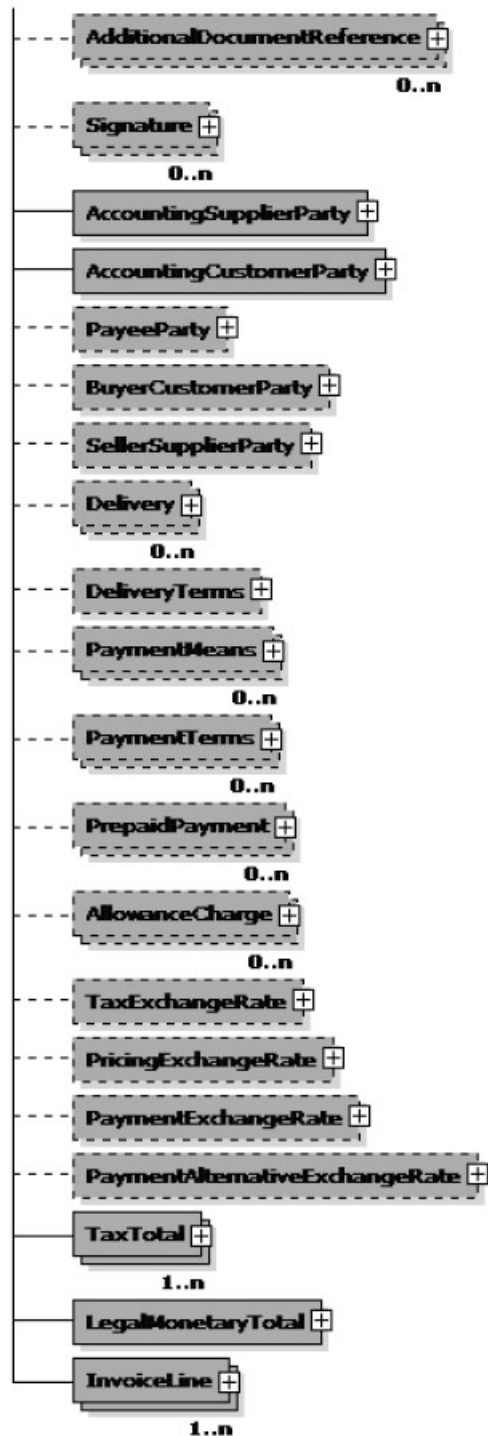 AdditionalDocumentReference
0..n
Signature
0..n
AccountingSupplierParty
AccountingCustomerParty
PayeeParty
BuyerCustomerParty
SellerSupplierParty
Delivery
0..n
DeliveryTerms
PaymentMeans
0..n
PaymentTerms
0..n
PrepaidPayment
0..n
AllowanceCharge
0..n
TaxExchangeRate
PricingExchangeRate
PaymentExchangeRate
PaymentAlternativeExchangeRate
TaxTotal
1..n
LegalMonetaryTotal
InvoiceLine
1..n